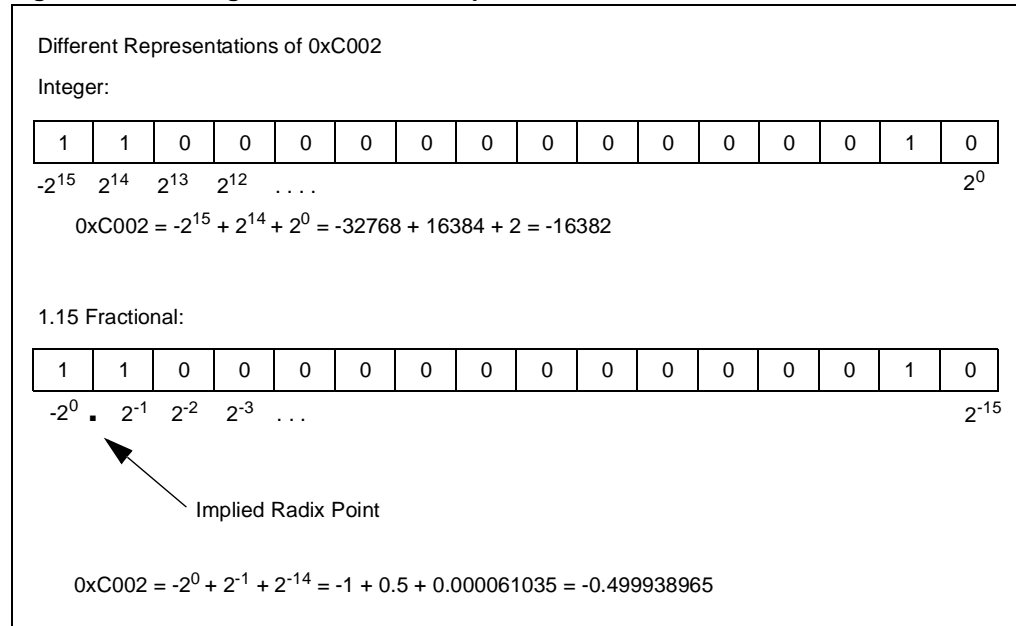 Different Representations of 0xC002
Integer:
1 1 0 0 0 0 0 0 0 0 0 0 0 0 1 0
-2^15 2^14 2^13 2^12 . . . . 2^0
0xC002 = -2^15 + 2^14 + 2^0 = -32768 + 16384 + 2 = -16382
1.15 Fractional:
1 1 0 0 0 0 0 0 0 0 0 0 0 0 1 0
-2^0 . 2^-1 2^-2 2^-3 . . . 2^-15
Implied Radix Point
0xC002 = -2^0 + 2^-1 + 2^-14 = -1 + 0.5 + 0.000061035 = -0.499938965